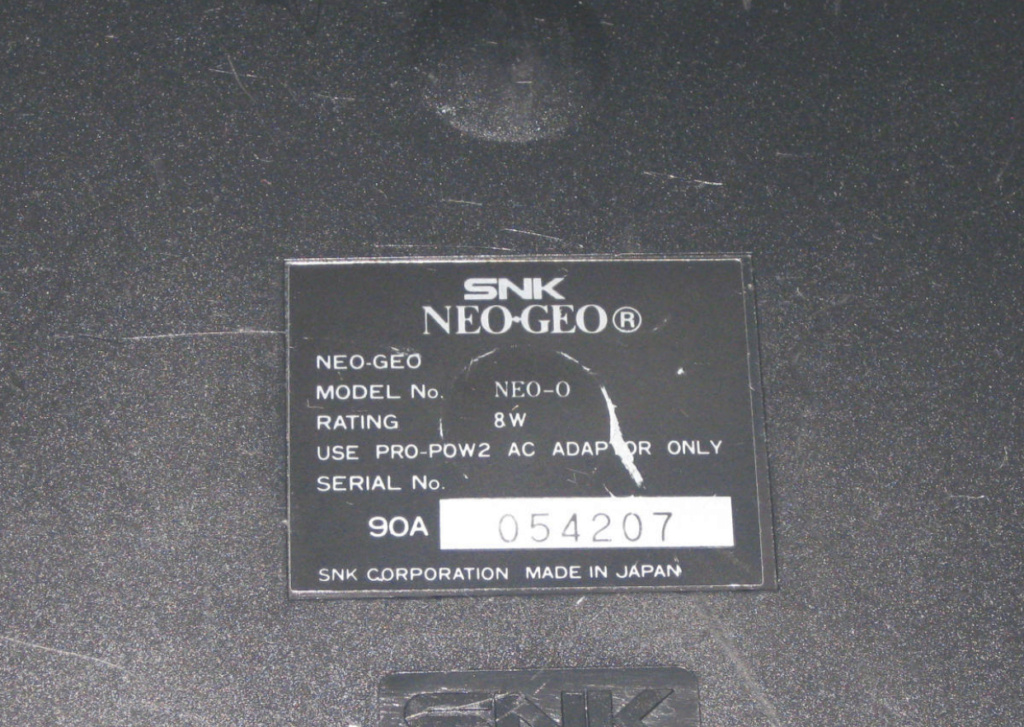 SNK
NEO•GEO®
NEO-GEO
MODEL No. NEO-O
RATING 8W
USE PRO-POW2 AC ADAPTOR ONLY
SERIAL No.
90A 054207
SNK CORPORATION MADE IN JAPAN
SNK